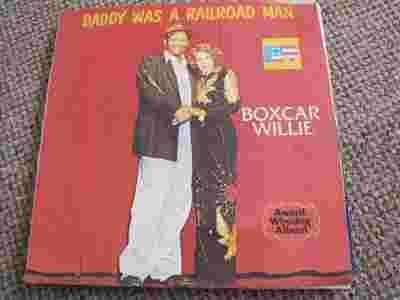 DADDY WAS A RAILROAD MAN
BOXCAR
WILLIE
Award
Winning
Album!